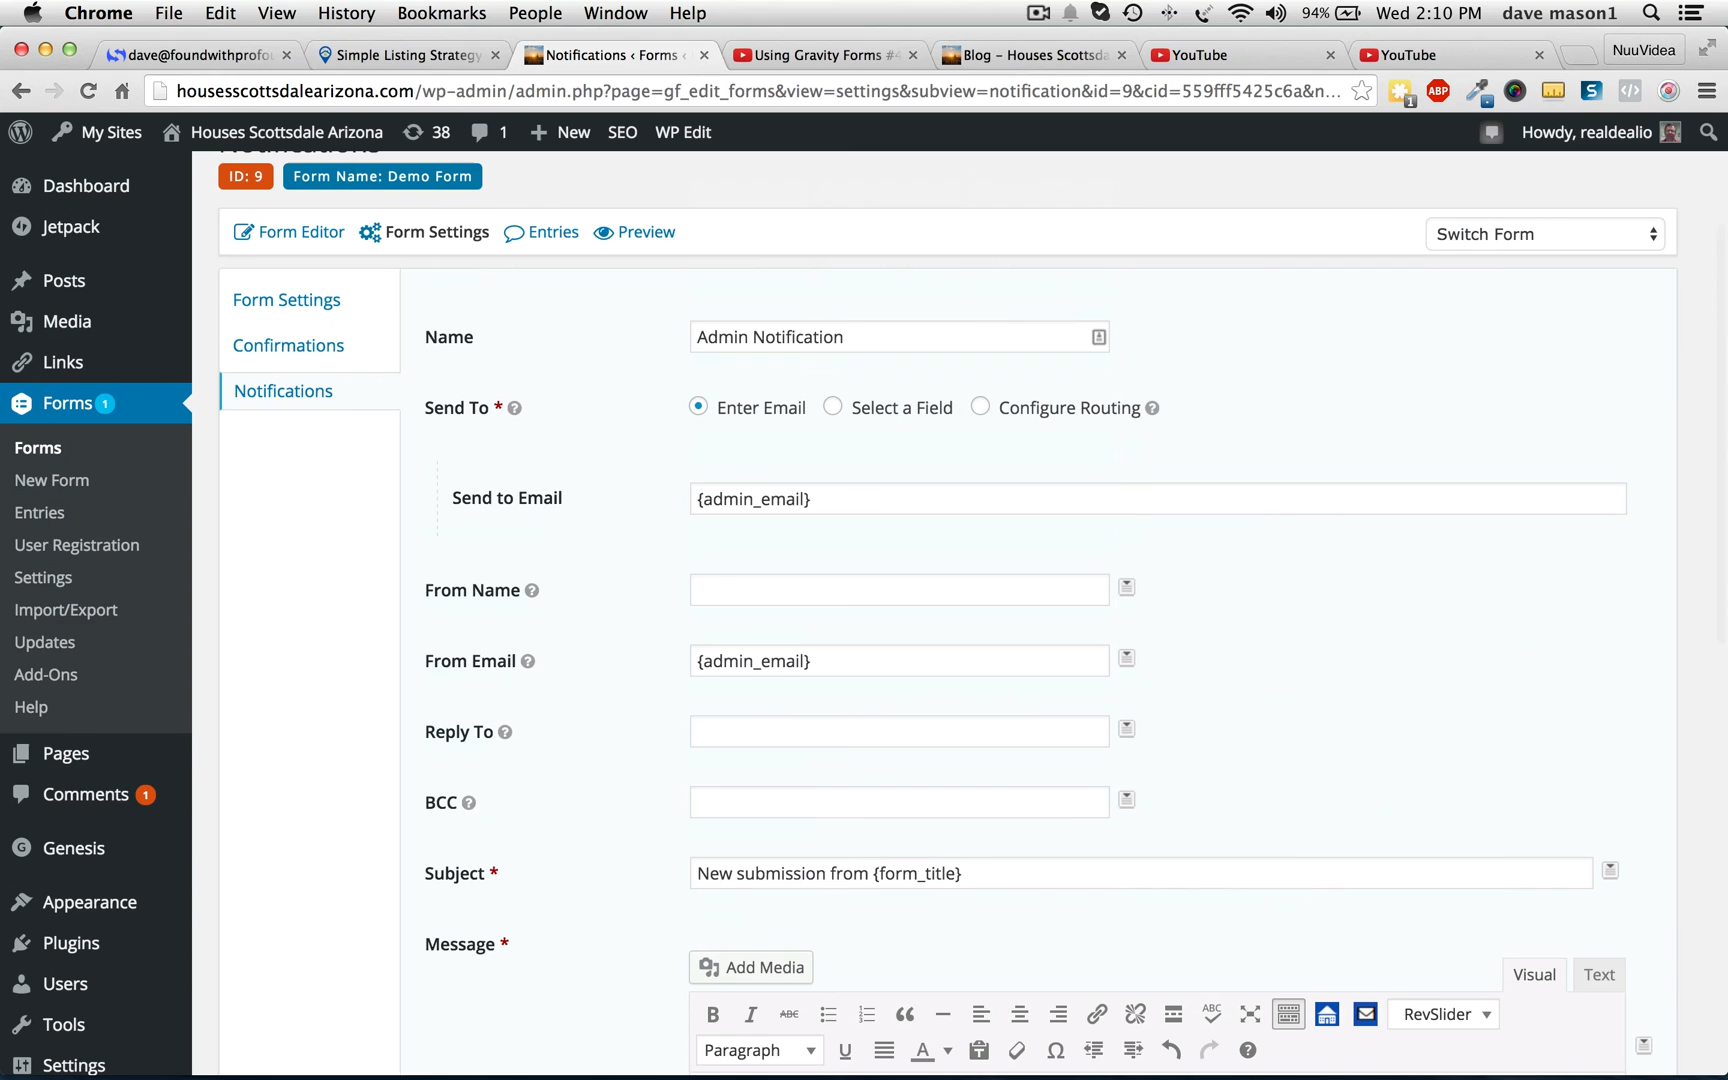 Chrome File Edit View History Bookmarks People Window Help 94% Wed 2:10 PM dave mason1
dave@foundwithprofou Simple Listing Strategy Notifications ‹ Forms ‹ Using Gravity Forms #4 Blog – Houses Scottsda YouTube YouTube NuuVidea
housesscottsdalearizona.com/wp-admin/admin.php?page=gf_edit_forms&view=settings&subview=notification&id=9&cid=559fff5425c6a&n... 1 ABP S
My Sites Houses Scottsdale Arizona 38 1 New SEO WP Edit Howdy, realdealio
Notifications
ID: 9 Form Name: Demo Form
Form Editor Form Settings Entries Preview Switch Form
Dashboard
Jetpack
Posts
Media
Links
Forms 1
Forms
New Form
Entries
User Registration
Settings
Import/Export
Updates
Add-Ons
Help
Pages
Comments 1
Genesis
Appearance
Plugins
Users
Tools
Settings
Form Settings
Confirmations
Notifications
Name Admin Notification
Send To * Enter Email Select a Field Configure Routing
Send to Email {admin_email}
From Name
From Email {admin_email}
Reply To
BCC
Subject * New submission from {form_title}
Message *
Add Media Visual Text
B I ABC ABC RevSlider
Paragraph U A Ω